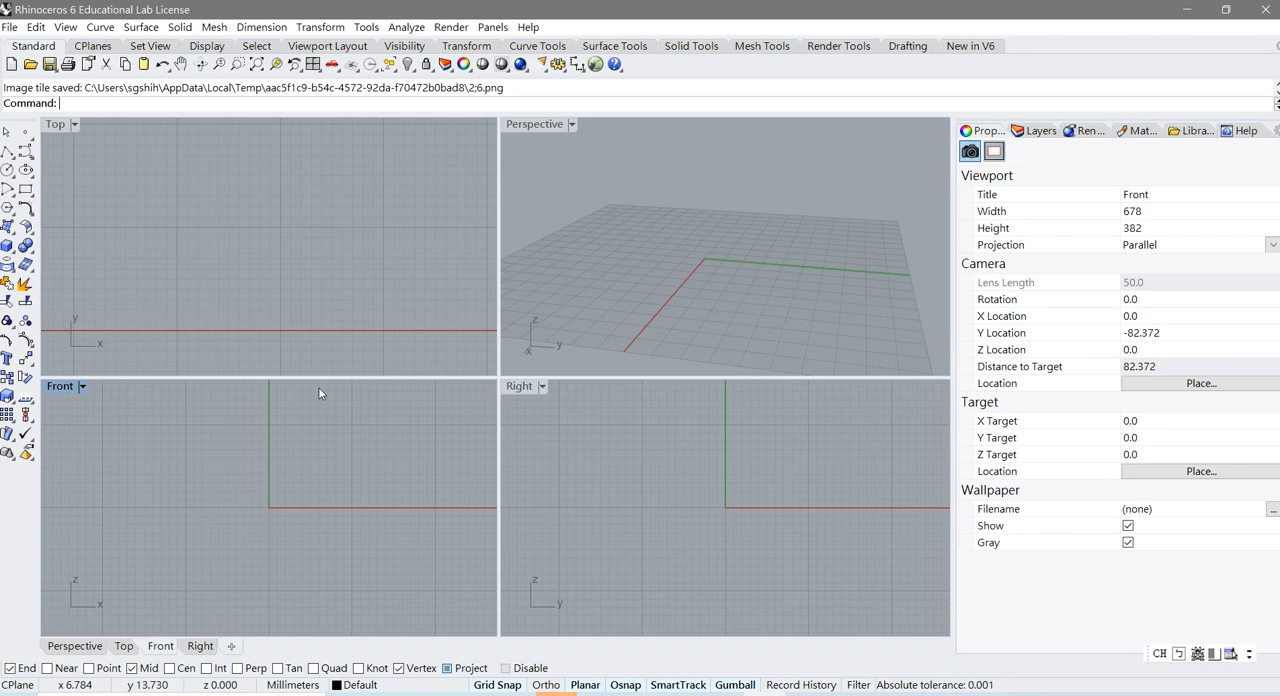 Rhinoceros 6 Educational Lab License
File Edit View Curve Surface Solid Mesh Dimension Transform Tools Analyze Render Panels Help
Standard CPlanes Set View Display Select Viewport Layout Visibility Transform Curve Tools Surface Tools Solid Tools Mesh Tools Render Tools Drafting New in V6
Image tile saved: C:\Users\sgshih\AppData\Local\Temp\aac5f1c9-b54c-4572-92da-f70472b0bad8\2;6.png
Command:
Top
Perspective
Prop... Layers Ren... Mat... Libra... Help
Viewport
Title Front
Width 678
Height 382
Projection Parallel
Camera
Lens Length 50.0
Rotation 0.0
X Location 0.0
Y Location -82.372
Z Location 0.0
Distance to Target 82.372
Location Place...
Target
X Target 0.0
Y Target 0.0
Z Target 0.0
Location Place...
Wallpaper
Filename (none) ...
Show
Gray
y
x
z
x y
Front
Right
z
x
z
y
Perspective Top Front Right
CH
End Near Point Mid Cen Int Perp Tan Quad Knot Vertex Project Disable
CPlane x 6.784 y 13.730 z 0.000 Millimeters Default Grid Snap Ortho Planar Osnap SmartTrack Gumball Record History Filter Absolute tolerance: 0.001